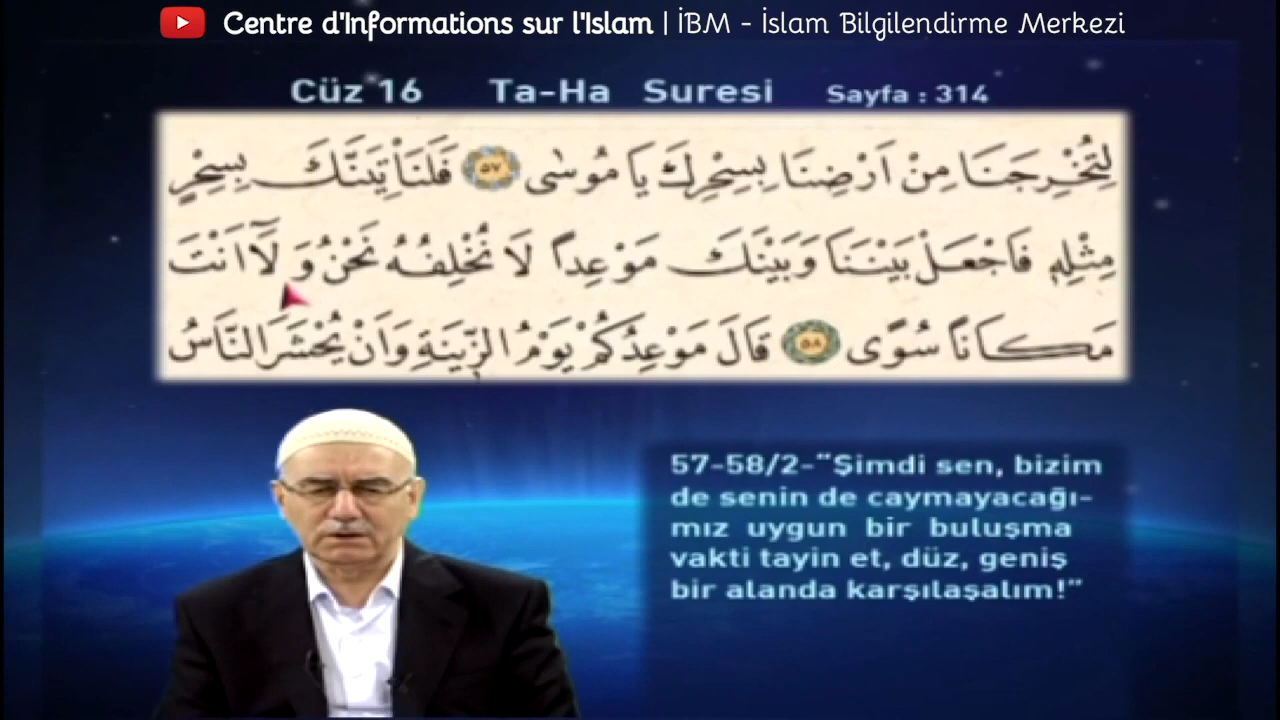 Centre d'Informations sur l'Islam | İBM - İslam Bilgilendirme Merkezi
Cüz 16 Ta-Ha Suresi Sayfa : 314
لِتُخْرِجَنَا مِنْ اَرْضِنَا بِسِحْرِكَ يَا مُوسٰى ٥٧ فَلَنَأْتِيَنَّكَ بِسِحْرٍ
مِثْلِهِ فَاجْعَلْ بَيْنَنَا وَبَيْنَكَ مَوْعِداً لَا نُخْلِفُهُ نَحْنُ وَلَٓا اَنْتَ
مَكَاناً سُوًى ٥٨ قَالَ مَوْعِدُكُمْ يَوْمُ الزّ۪ينَةِ وَاَنْ يُحْشَرَ النَّاسُ
57-58/2-"Şimdi sen, bizim
de senin de caymayacağı-
mız uygun bir buluşma
vakti tayin et, düz, geniş
bir alanda karşılaşalım!"